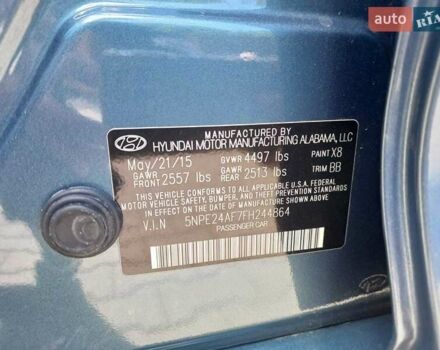 auto RIA
MANUFACTURED BY
HYUNDAI MOTOR MANUFACTURING ALABAMA, LLC
May/21/15 GVWR 4497 lbs PAINT X8
GAWR FRONT 2557 lbs GAWR REAR 2513 lbs TRIM BB
THIS VEHICLE CONFORMS TO ALL APPLICABLE U.S.A. FEDERAL
MOTOR VEHICLE SAFETY, BUMPER, AND THEFT PREVENTION
STANDARDS IN EFFECT ON THE DATE OF MANUFACTURE
SHOWN ABOVE.
V.I.N 5NPE24AF7FH244864
PASSENGER CAR